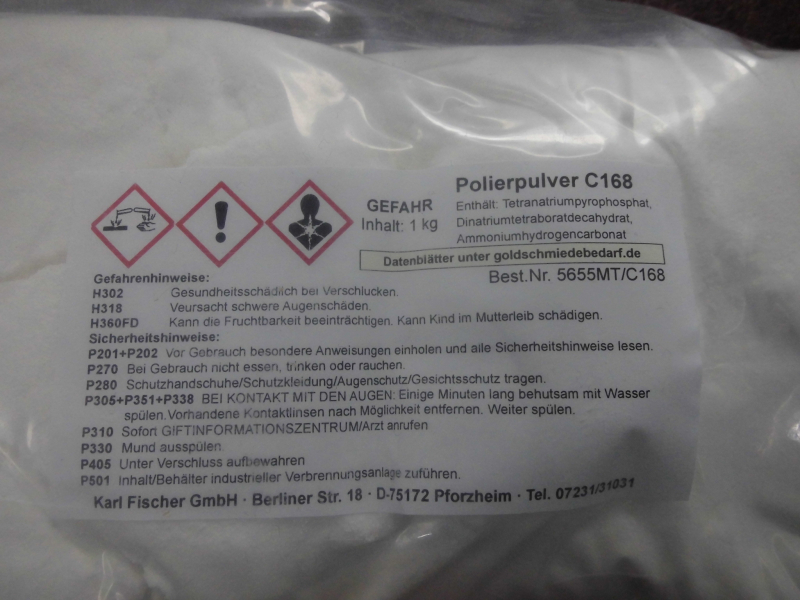 Polierpulver C168
GEFAHR
Inhalt: 1 kg
Enthält: Tetranatriumpyrophosphat,
Dinatriumtetraboratdecahydrat,
Ammoniumhydrogencarbonat
Datenblätter unter goldschmiedebedarf.de
Best.Nr. 5655MT/C168
Gefahrenhinweise:
H302 Gesundheitsschädlich bei Verschlucken.
H318 Veursacht schwere Augenschäden.
H360FD Kann die Fruchtbarkeit beeinträchtigen. Kann Kind im Mutterleib schädigen.
Sicherheitshinweise:
P201+P202 Vor Gebrauch besondere Anweisungen einholen und alle Sicherheitshinweise lesen.
P270 Bei Gebrauch nicht essen, trinken oder rauchen.
P280 Schutzhandschuhe/Schutzkleidung/Augenschutz/Gesichtsschutz tragen.
P305+P351+P338 BEI KONTAKT MIT DEN AUGEN: Einige Minuten lang behutsam mit Wasser
spülen.Vorhandene Kontaktlinsen nach Möglichkeit entfernen. Weiter spülen.
P310 Sofort GIFTINFORMATIONSZENTRUM/Arzt anrufen
P330 Mund ausspülen
P405 Unter Verschluss aufbewahren
P501 Inhalt/Behälter industrieller Verbrennungsanlage zuführen.
Karl Fischer GmbH · Berliner Str. 18 · D-75172 Pforzheim · Tel. 07231/31031